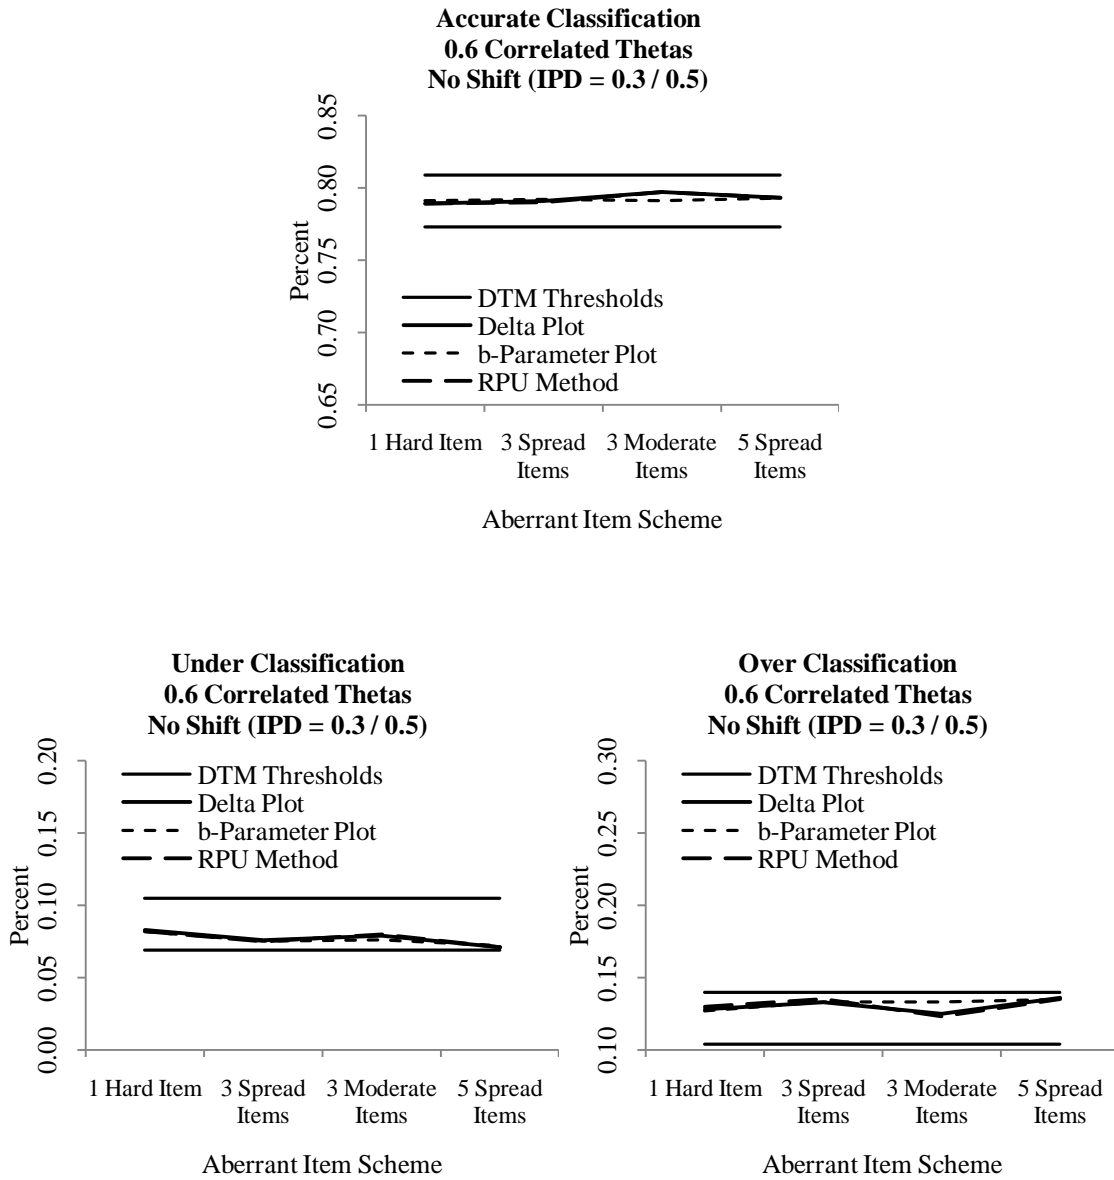 Accurate Classification
0.6 Correlated Thetas
No Shift (IPD = 0.3 / 0.5)
0.85
0.80
0.75
0.70
0.65
Percent
DTM Thresholds
Delta Plot
b-Parameter Plot
RPU Method
1 Hard Item 3 Spread Items 3 Moderate Items 5 Spread Items
Aberrant Item Scheme
Under Classification
0.6 Correlated Thetas
No Shift (IPD = 0.3 / 0.5)
0.20
0.15
0.10
0.05
0.00
Percent
DTM Thresholds
Delta Plot
b-Parameter Plot
RPU Method
1 Hard Item 3 Spread Items 3 Moderate Items 5 Spread Items
Aberrant Item Scheme
Over Classification
0.6 Correlated Thetas
No Shift (IPD = 0.3 / 0.5)
0.30
0.25
0.20
0.15
0.10
Percent
DTM Thresholds
Delta Plot
b-Parameter Plot
RPU Method
1 Hard Item 3 Spread Items 3 Moderate Items 5 Spread Items
Aberrant Item Scheme